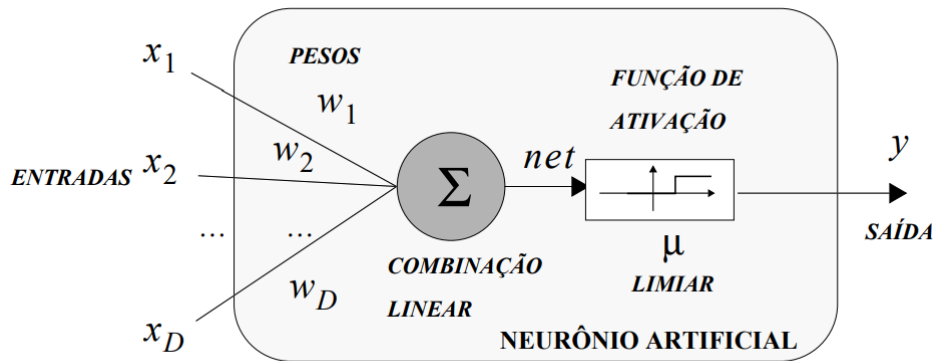 x1
PESOS
FUNÇÃO DE
ATIVAÇÃO
w1
ENTRADAS x2
w2
Σ
net
y
... ...
SAÍDA
μ
COMBINAÇÃO
LINEAR
LIMIAR
wD
xD
NEURÔNIO ARTIFICIAL